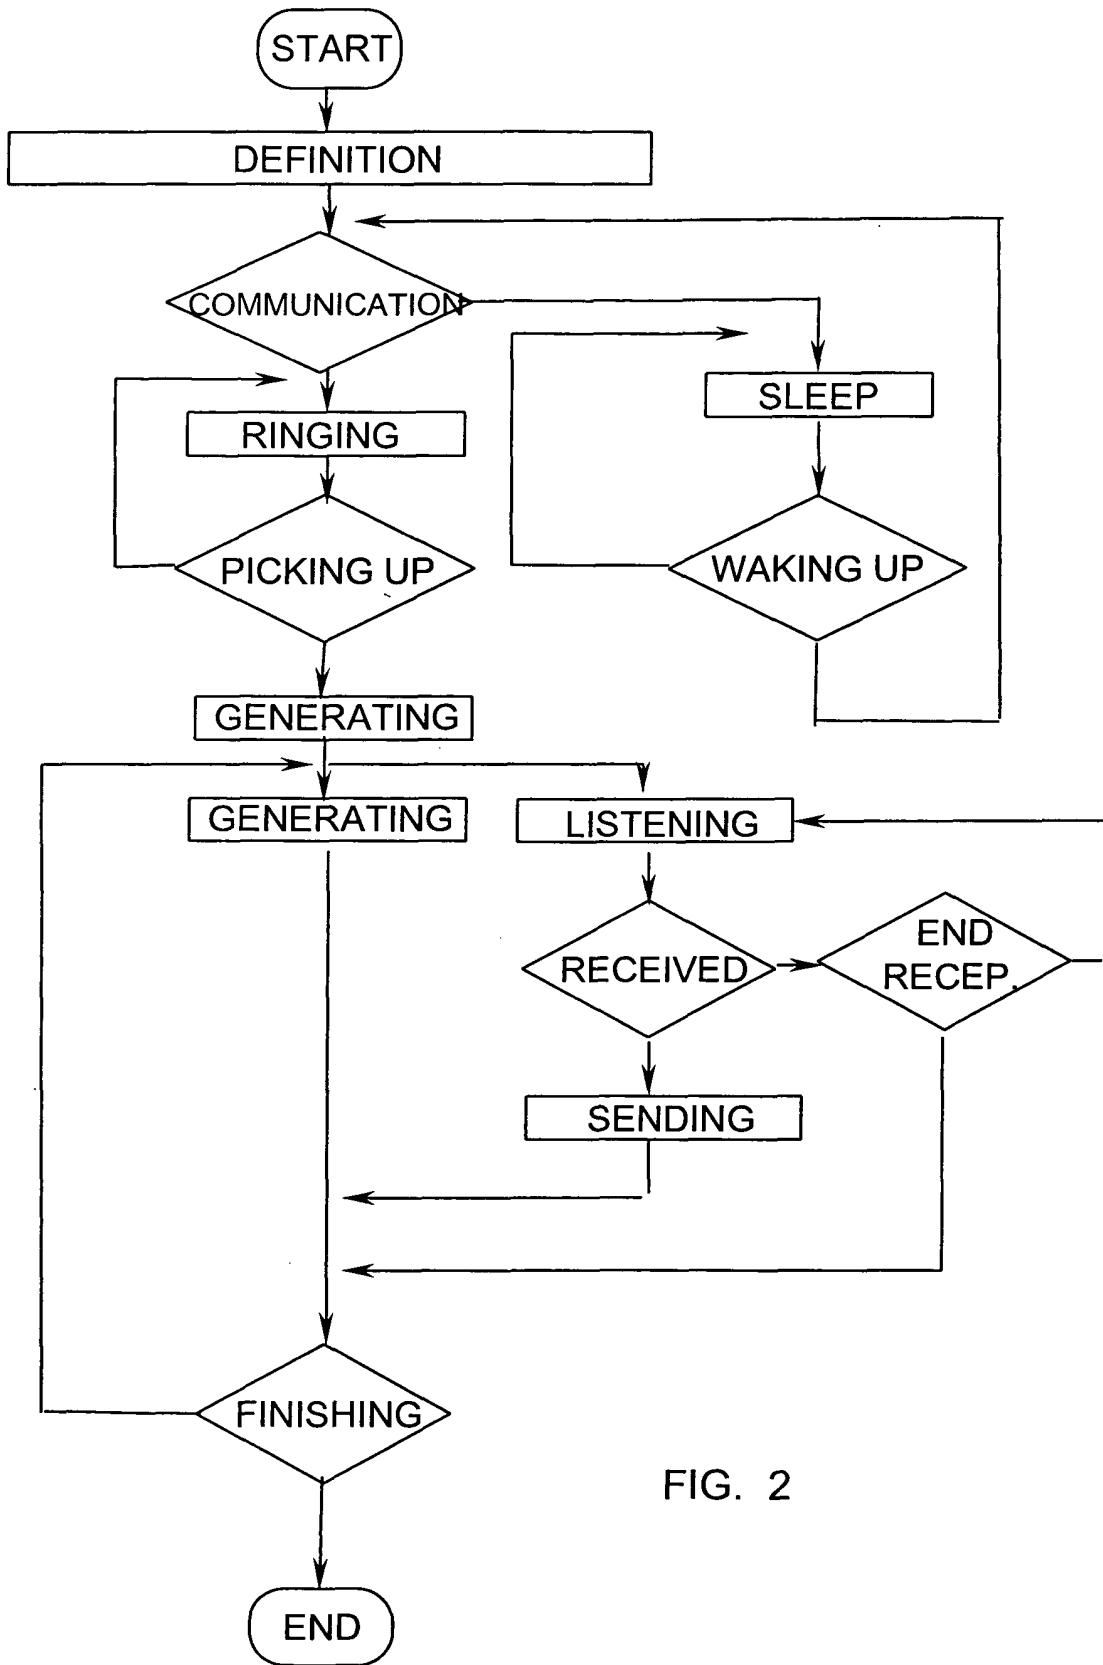 START
DEFINITION
COMMUNICATION
SLEEP
RINGING
PICKING UP
WAKING UP
GENERATING
GENERATING
LISTENING
RECEIVED
END
RECEP.
SENDING
FINISHING
FIG. 2
END